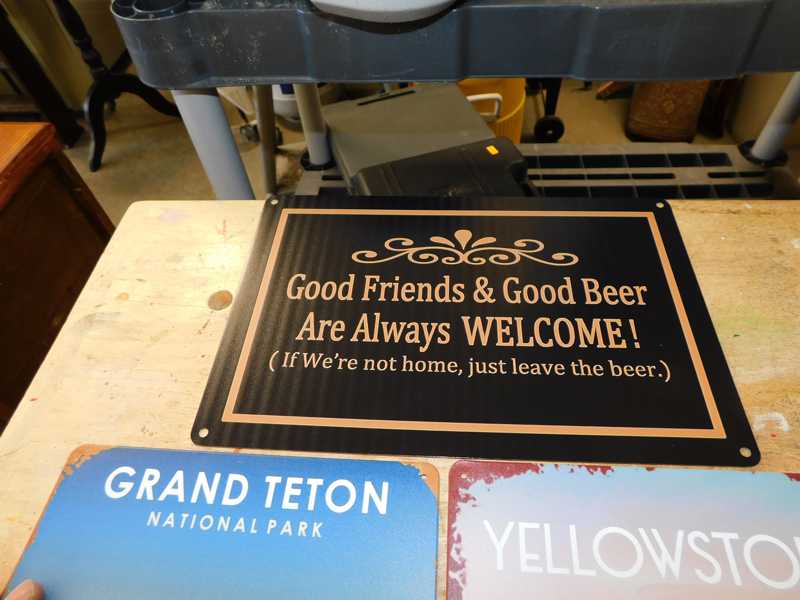 Good Friends & Good Beer
Are Always WELCOME!
( If We're not home, just leave the beer.)
GRAND TETON
NATIONAL PARK
YELLOWSTO